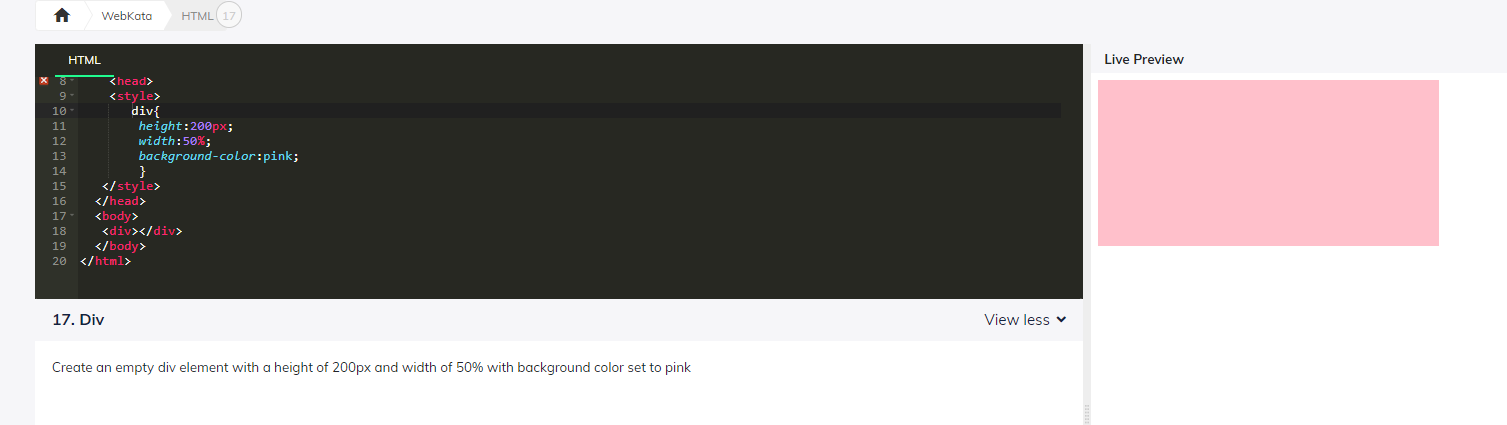 WebKata HTML 17
HTML
Live Preview
8 <head>
9 <style>
10 div{
11 height:200px;
12 width:50%;
13 background-color:pink;
14 }
15 </style>
16 </head>
17 <body>
18 <div></div>
19 </body>
20 </html>
17. Div View less
Create an empty div element with a height of 200px and width of 50% with background color set to pink